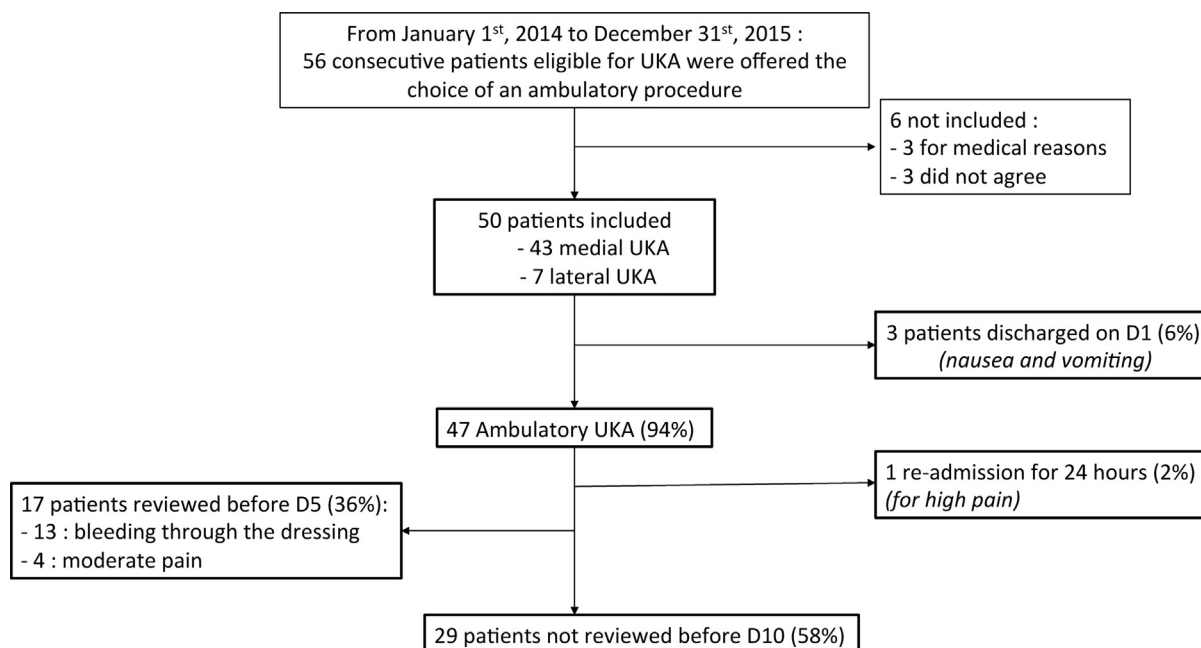 From January 1st, 2014 to December 31st, 2015 :
56 consecutive patients eligible for UKA were offered the
choice of an ambulatory procedure
6 not included :
- 3 for medical reasons
- 3 did not agree
50 patients included
- 43 medial UKA
- 7 lateral UKA
3 patients discharged on D1 (6%)
(nausea and vomiting)
47 Ambulatory UKA (94%)
1 re-admission for 24 hours (2%)
(for high pain)
17 patients reviewed before D5 (36%):
- 13 : bleeding through the dressing
- 4 : moderate pain
29 patients not reviewed before D10 (58%)